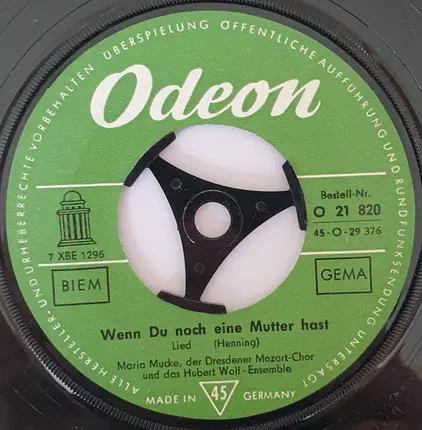 ALLE HERSTELLER- UND URHEBERRECHTE VORBEHALTEN ÜBERSPIELUNG ÖFFENTLICHE AUFFÜHRUNG UND RUNDFUNKSENDUNG UNTERSAGT
Odeon
7 XBE 1296
BIEM
Bestell-Nr.
O 21 820
45-O-29 376
GEMA
Wenn Du noch eine Mutter hast
Lied (Henning)
Maria Mucke, der Dresdener Mozart-Chor
und das Hubert Wolf-Ensemble
MADE IN 45 GERMANY